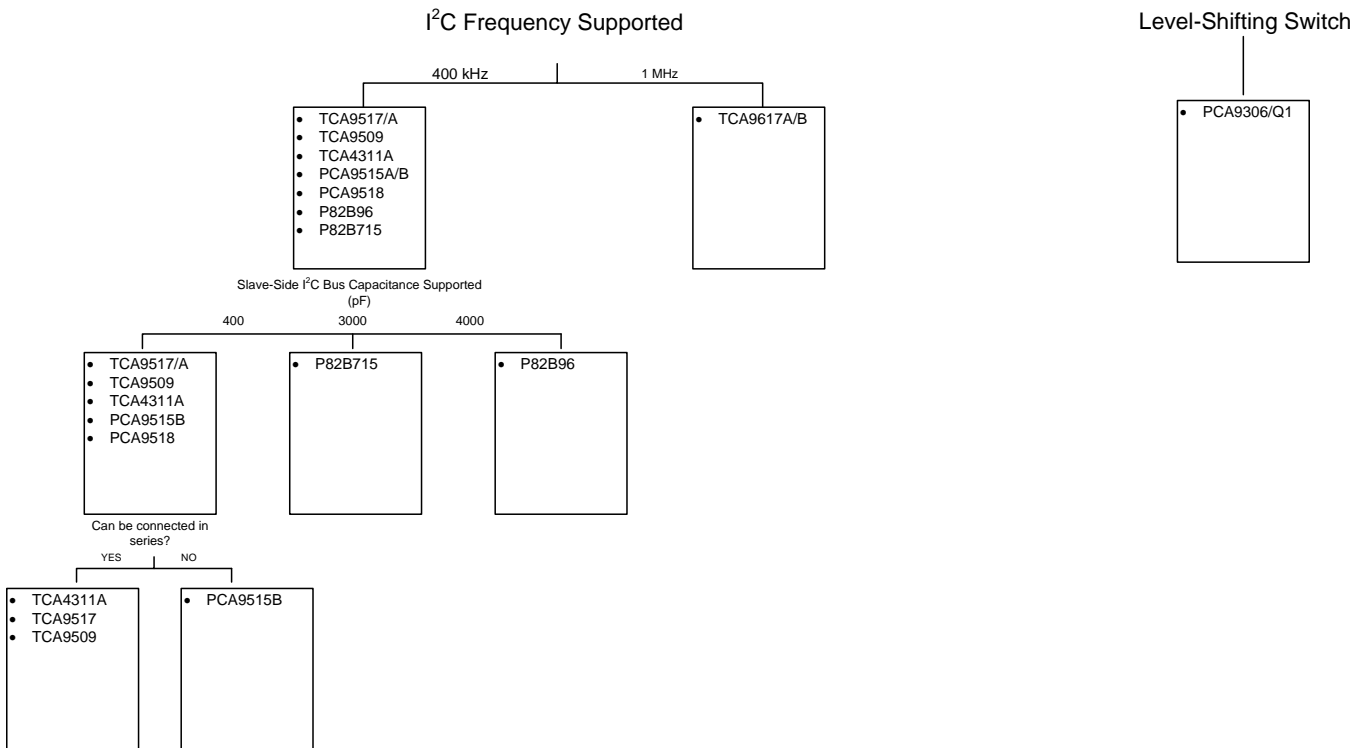 I²C Frequency Supported
Level-Shifting Switch
400 kHz
1 MHz
• TCA9517/A
• TCA9509
• TCA4311A
• PCA9515A/B
• PCA9518
• P82B96
• P82B715
• TCA9617A/B
• PCA9306/Q1
Slave-Side I²C Bus Capacitance Supported
(pF)
400
3000
4000
• TCA9517/A
• TCA9509
• TCA4311A
• PCA9515B
• PCA9518
• P82B715
• P82B96
Can be connected in
series?
YES
NO
• TCA4311A
• TCA9517
• TCA9509
• PCA9515B